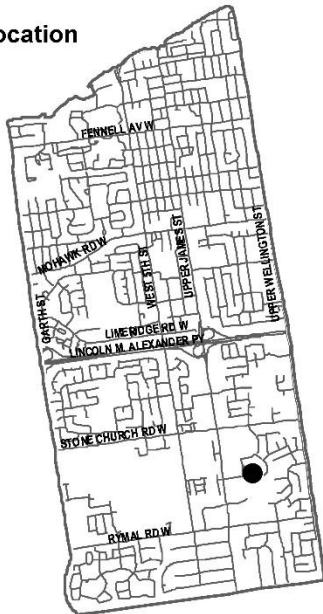 ocation
FENNELL AV W
MOHAWK RD W
WEST 5TH ST
UPPER JAMES ST
UPPER WELLINGTON ST
GARTH ST
LIMERIDGE RD W
LINCOLN M. ALEXANDER PY
STONE CHURCH RD W
RYMAL RD W